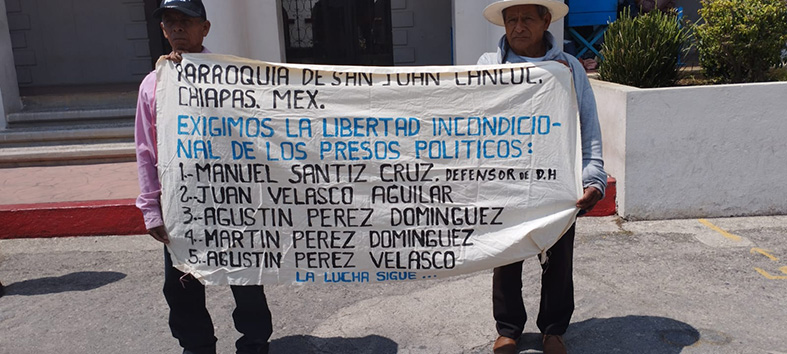 PARROQUIA DE SAN JUAN CANCUC,
CHIAPAS. MEX.
EXIGIMOS LA LIBERTAD INCONDICIO-
NAL DE LOS PRESOS POLITICOS:
1.-MANUEL SANTIZ CRUZ, DEFENSOR DE D.H
2.-JUAN VELASCO AGUILAR
3.-AGUSTIN PEREZ DOMINGUEZ
4.-MARTIN PEREZ DOMINGUEZ
5.-AGUSTIN PEREZ VELASCO
LA LUCHA SIGUE...